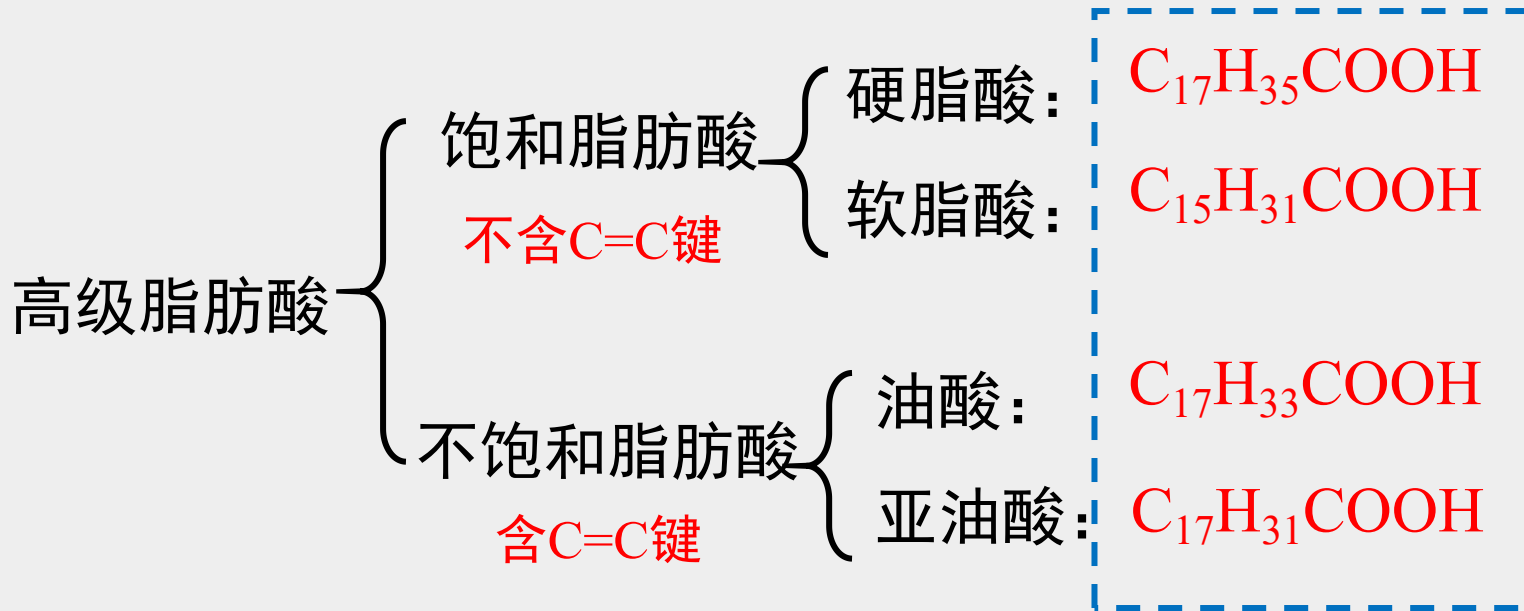 硬脂酸： C₁₇H₃₅COOH
饱和脂肪酸
软脂酸： C₁₅H₃₁COOH
不含C=C键
高级脂肪酸
油酸： C₁₇H₃₃COOH
不饱和脂肪酸
亚油酸： C₁₇H₃₁COOH
含C=C键